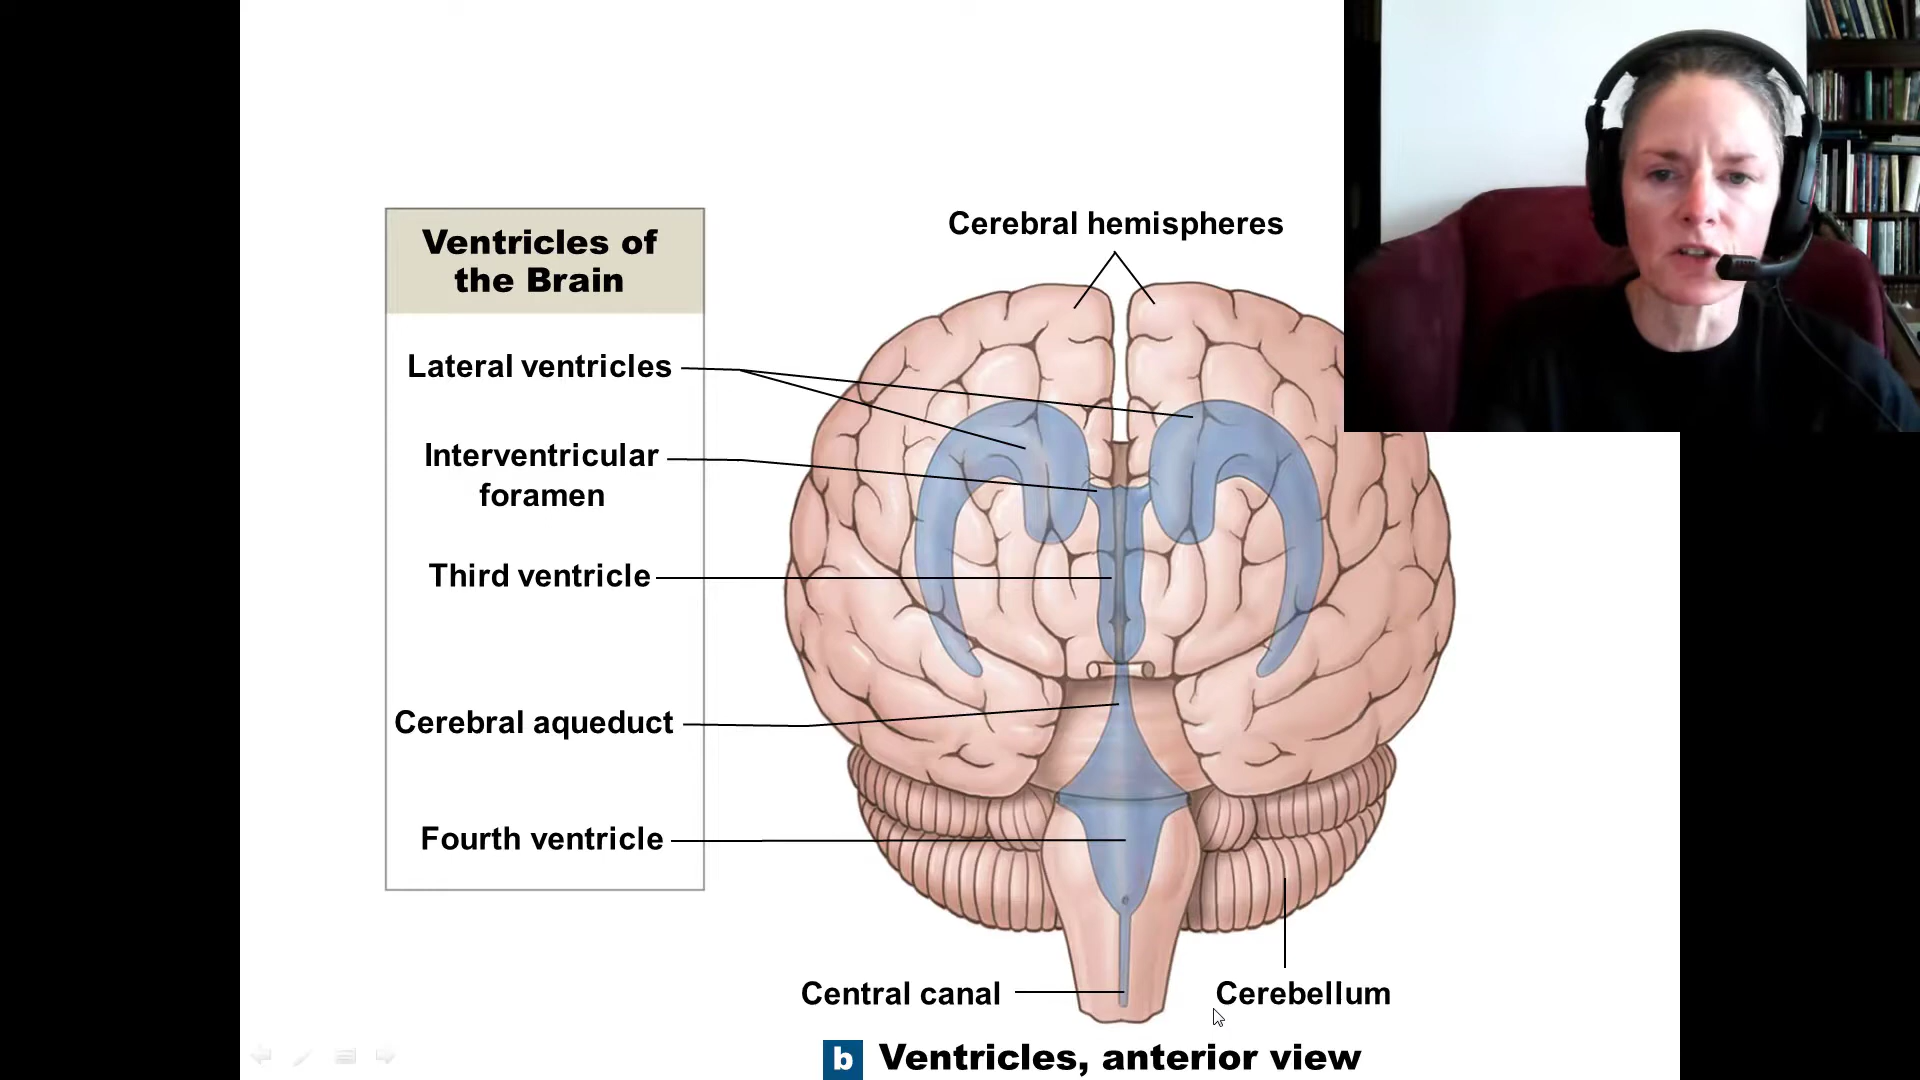 Ventricles of
the Brain
Lateral ventricles
Interventricular
foramen
Third ventricle
Cerebral aqueduct
Fourth ventricle
Cerebral hemispheres
Central canal
Cerebellum
b Ventricles, anterior view